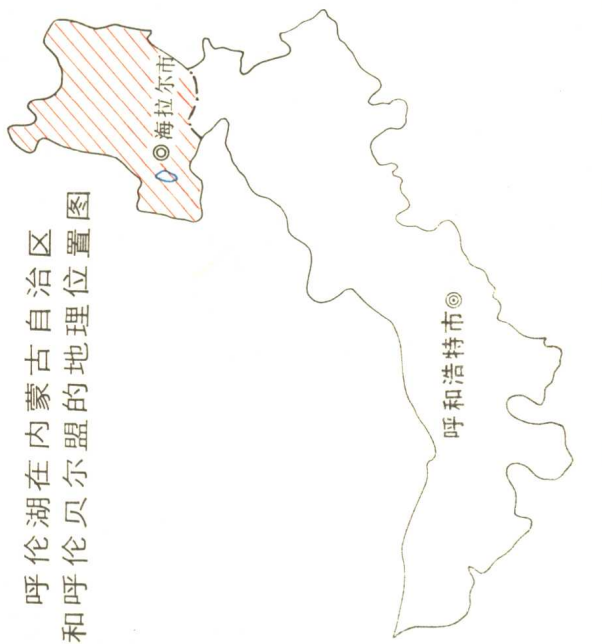 呼伦湖在内蒙古自治区
和呼伦贝尔盟的地理位置图
海拉尔市
呼和浩特市